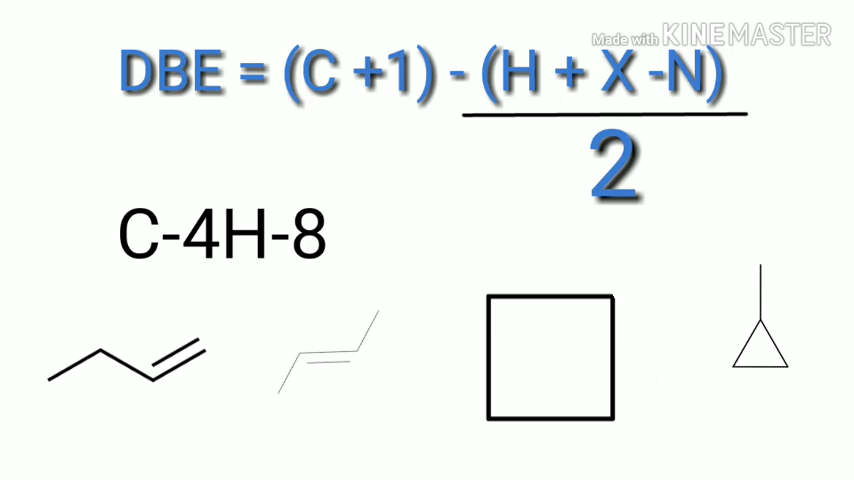 Made with KINEMASTER
DBE = (C +1) - (H + X -N)
2
C-4H-8